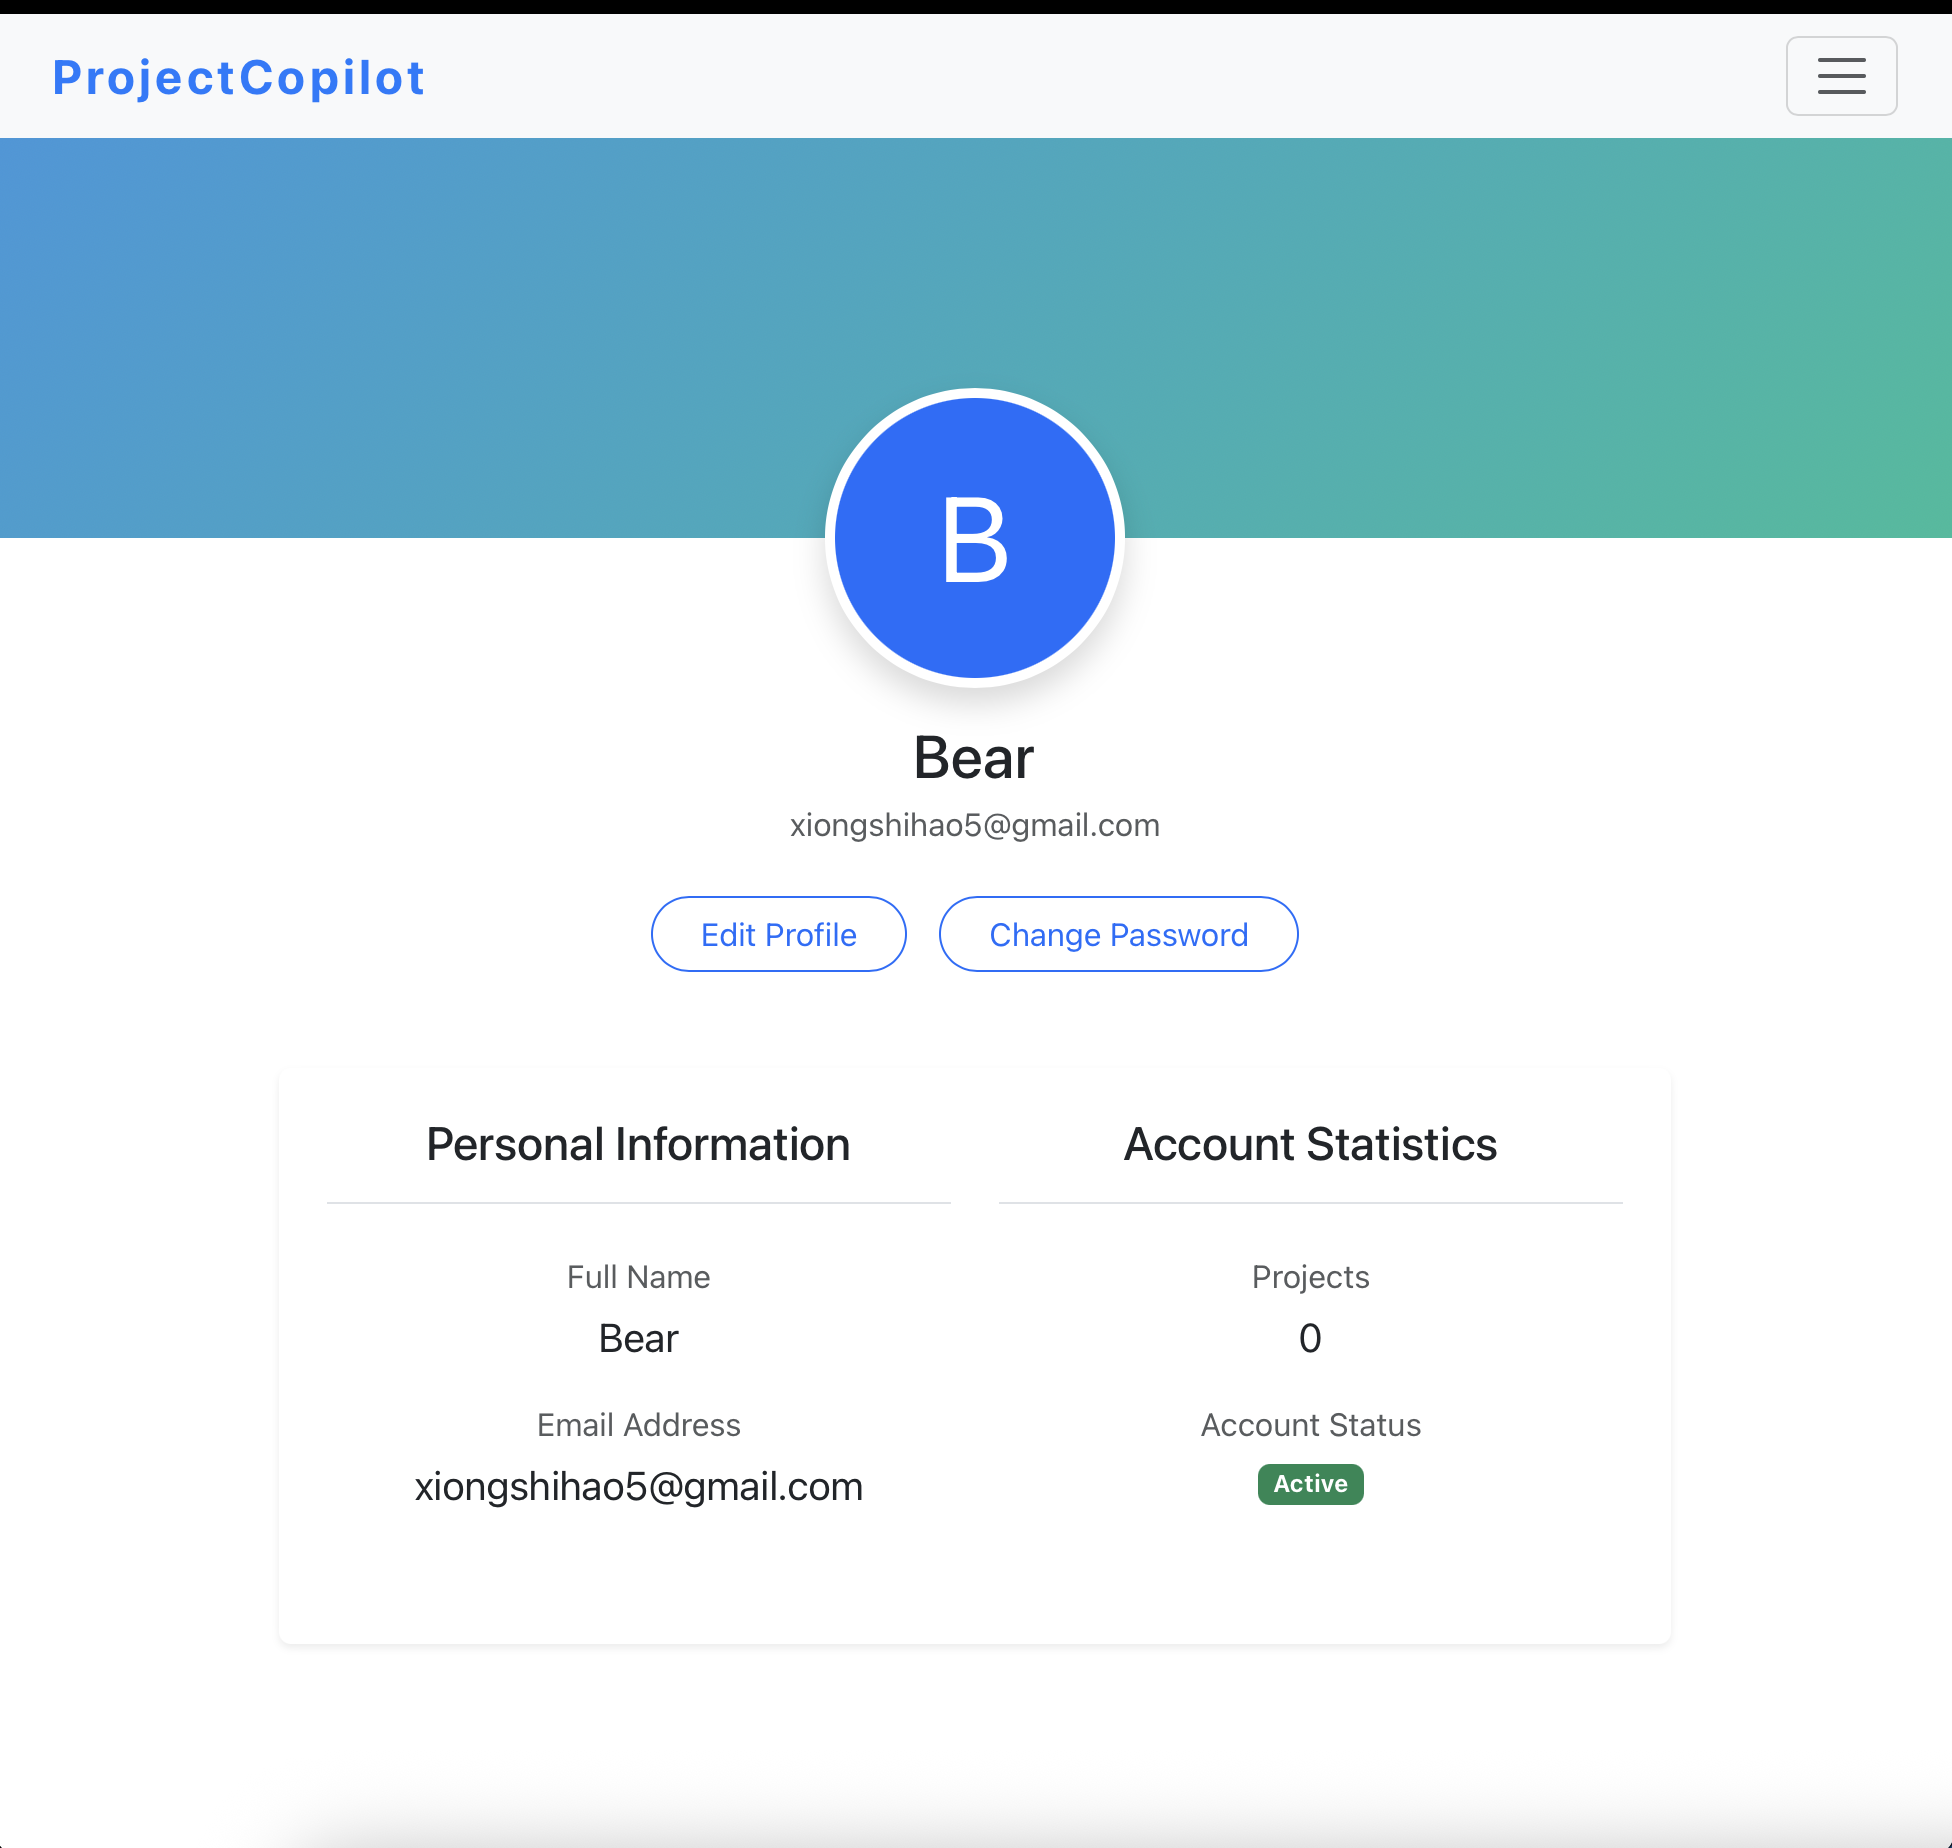 ProjectCopilot
B
Bear
xiongshihao5@gmail.com
Edit Profile
Change Password
Personal Information
Full Name
Bear
Email Address
xiongshihao5@gmail.com
Account Statistics
Projects
0
Account Status
Active